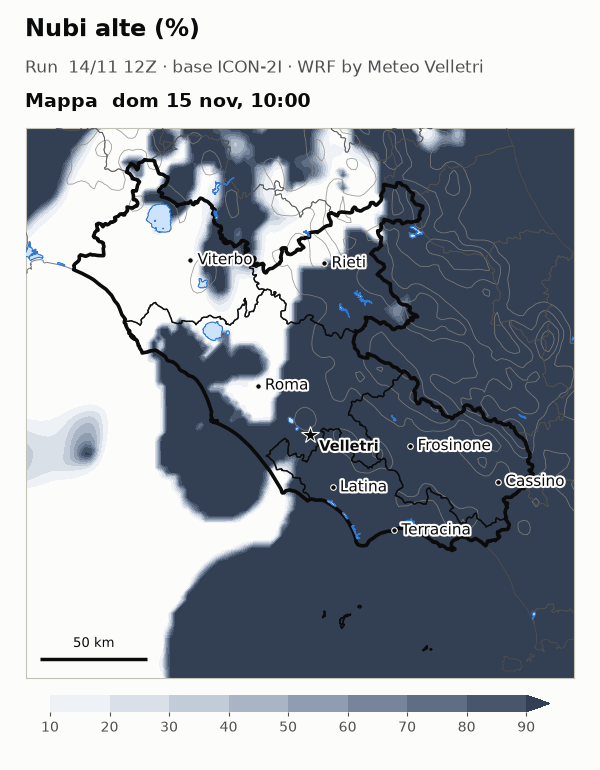 Nubi alte (%)
Run  14/11 12Z · base ICON-2I · WRF by Meteo Velletri
Mappa  dom 15 nov, 10:00
Viterbo
Rieti
Roma
Velletri
Frosinone
Latina
Cassino
Terracina
50 km
10 20 30 40 50 60 70 80 90